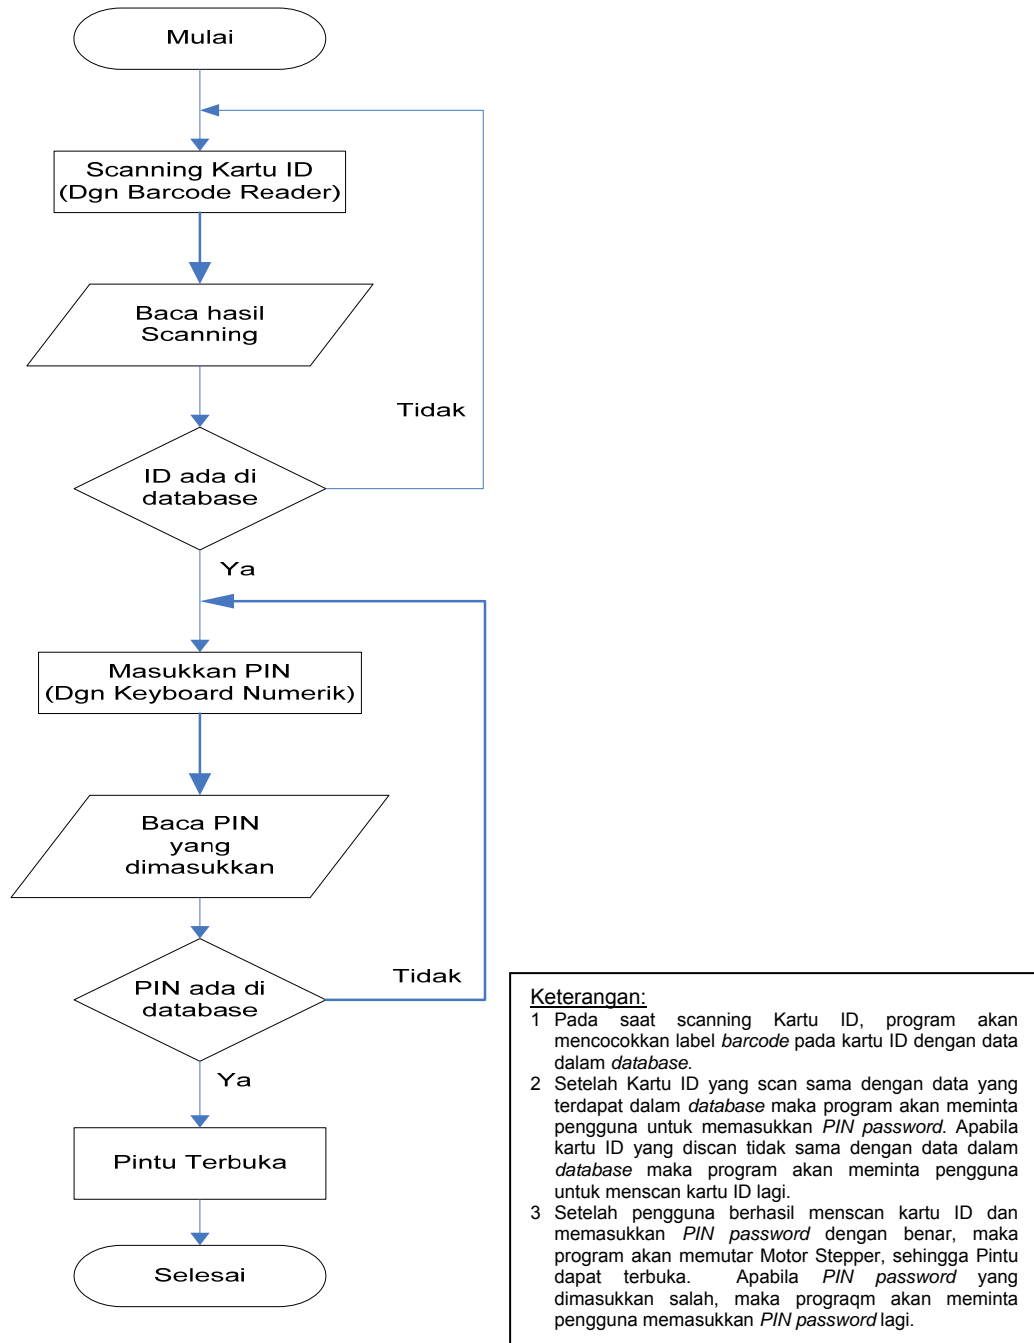 Mulai
Scanning Kartu ID
(Dgn Barcode Reader)
Baca hasil
Scanning
Tidak
ID ada di
database
Ya
Masukkan PIN
(Dgn Keyboard Numerik)
Baca PIN
yang
dimasukkan
Tidak
PIN ada di
database
Ya
Pintu Terbuka
Selesai
Keterangan:
1 Pada saat scanning Kartu ID, program akan
mencocokkan label barcode pada kartu ID dengan data
dalam database.
2 Setelah Kartu ID yang scan sama dengan data yang
terdapat dalam database maka program akan meminta
pengguna untuk memasukkan PIN password. Apabila
kartu ID yang discan tidak sama dengan data dalam
database maka program akan meminta pengguna
untuk menscan kartu ID lagi.
3 Setelah pengguna berhasil menscan kartu ID dan
memasukkan PIN password dengan benar, maka
program akan memutar Motor Stepper, sehingga Pintu
dapat terbuka. Apabila PIN password yang
dimasukkan salah, maka prograqm akan meminta
pengguna memasukkan PIN password lagi.